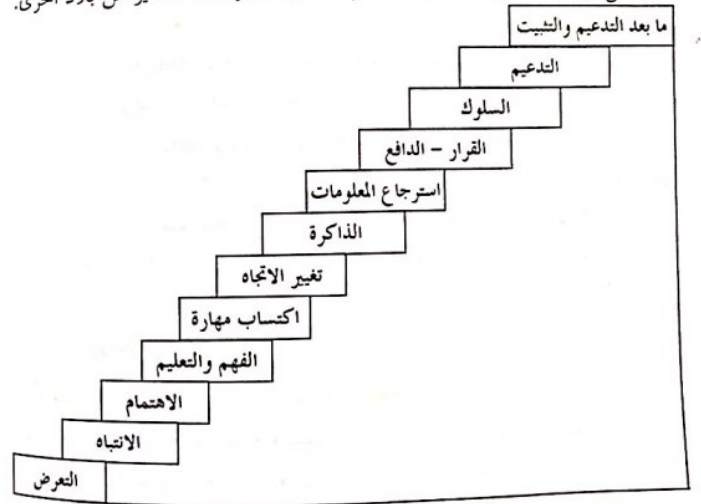 ما بعد التدعيم والتثبيت
التدعيم
السلوك
القرار – الدافع
استرجاع المعلومات
الذاكرة
تغيير الاتجاه
اكتساب مهارة
الفهم والتعليم
الاهتمام
الانتباه
التعرض